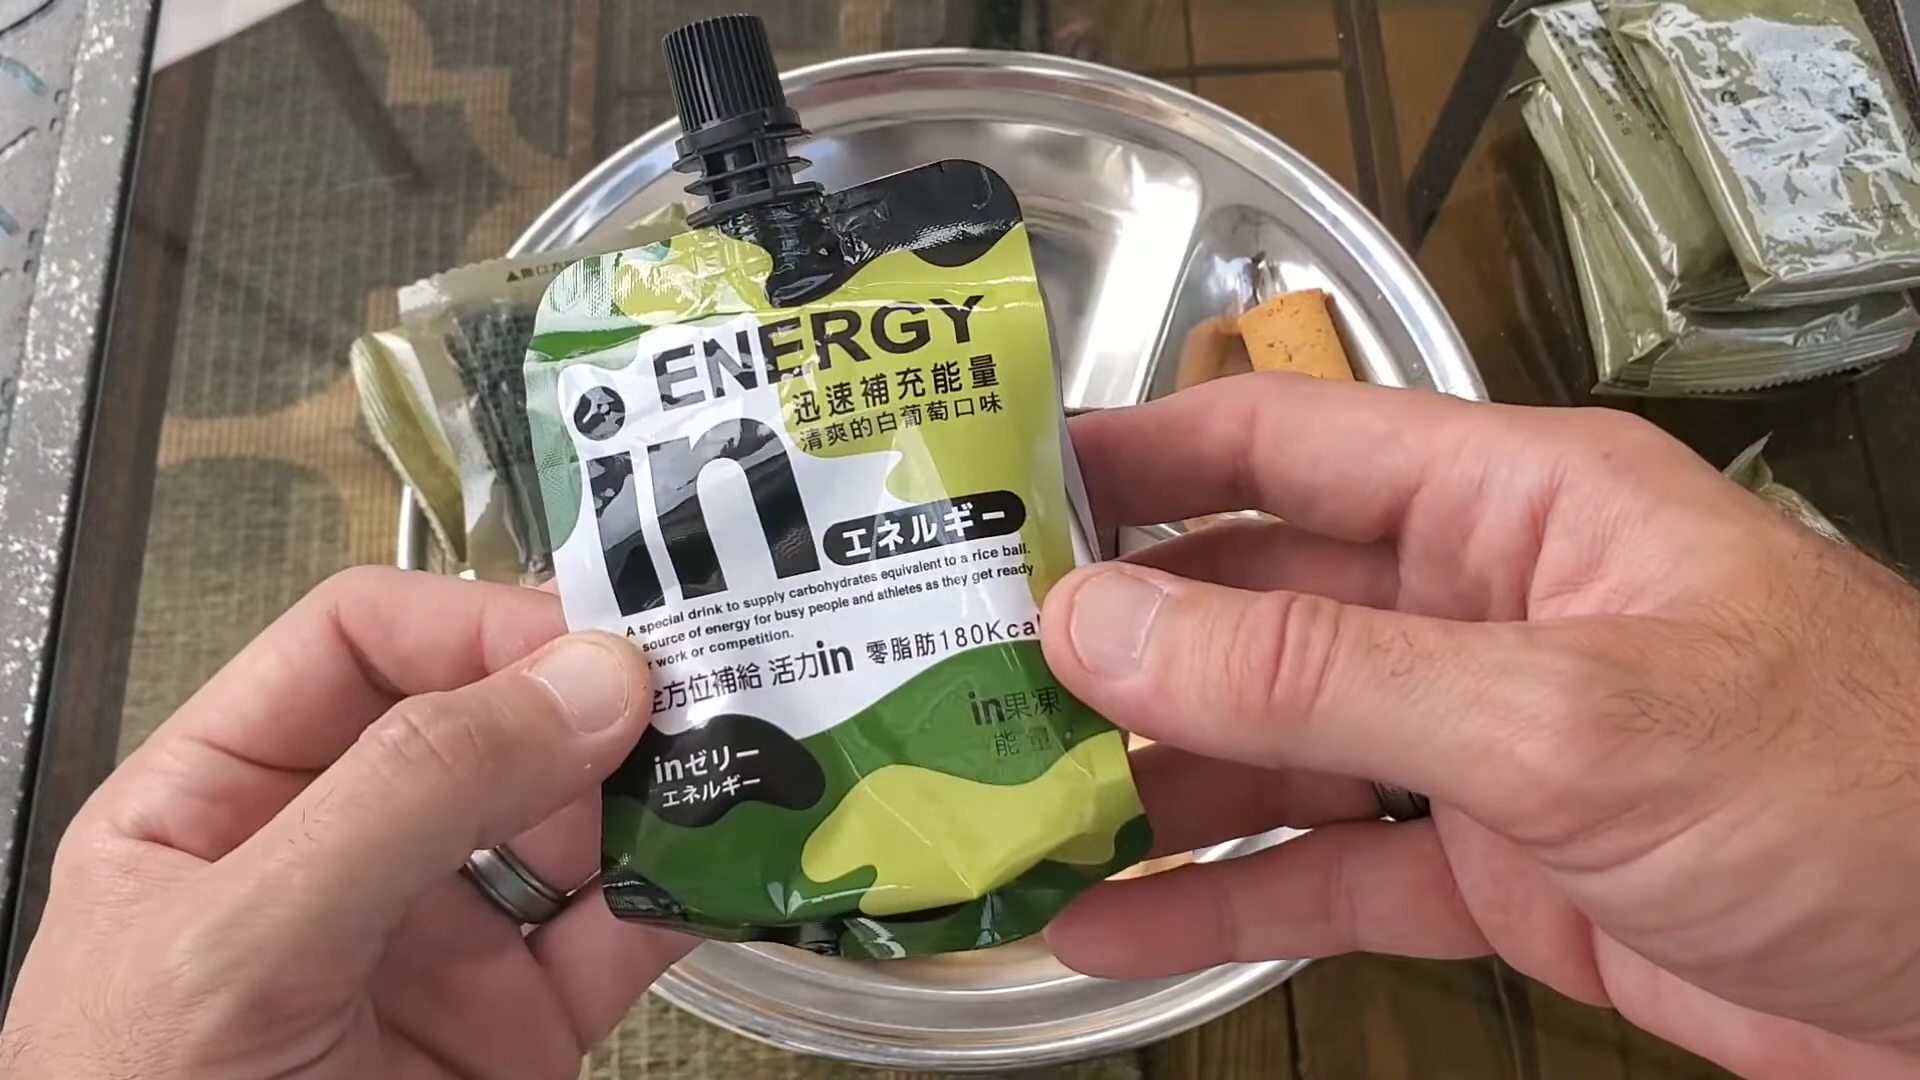 ▲開口
ENERGY
迅速補充能量
清爽的白葡萄口味
in
エネルギー
A special drink to supply carbohydrates equivalent to a rice ball.
source of energy for busy people and athletes as they get ready
work or competition.
全方位補給 活力in 零脂肪180Kcal
in果凍
能量
inゼリー
エネルギー